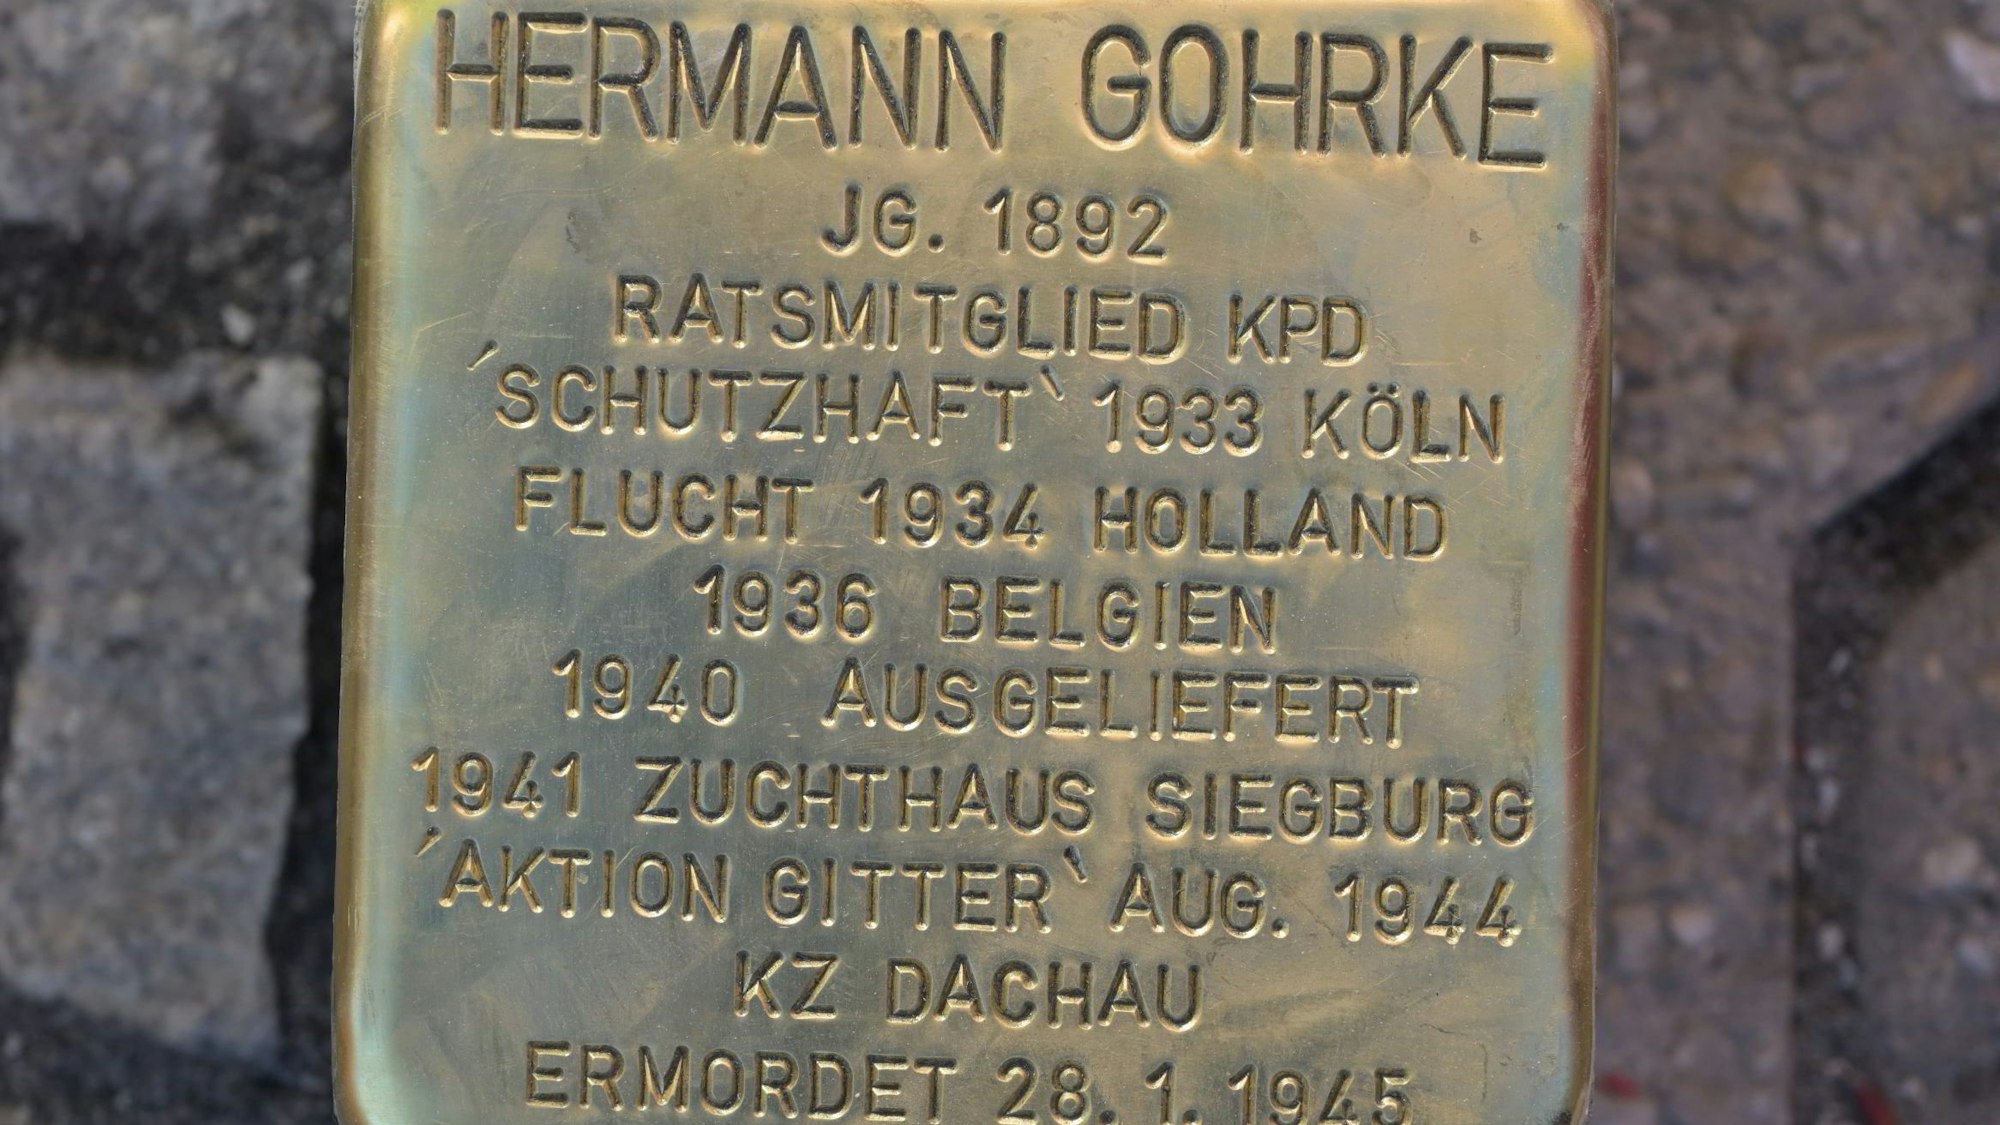 HERMANN GOHRKE
JG. 1892
RATSMITGLIED KPD
´SCHUTZHAFT` 1933 KÖLN
FLUCHT 1934 HOLLAND
1936 BELGIEN
1940 AUSGELIEFERT
1941 ZUCHTHAUS SIEGBURG
´AKTION GITTER` AUG. 1944
KZ DACHAU
ERMORDET 28.1.1945